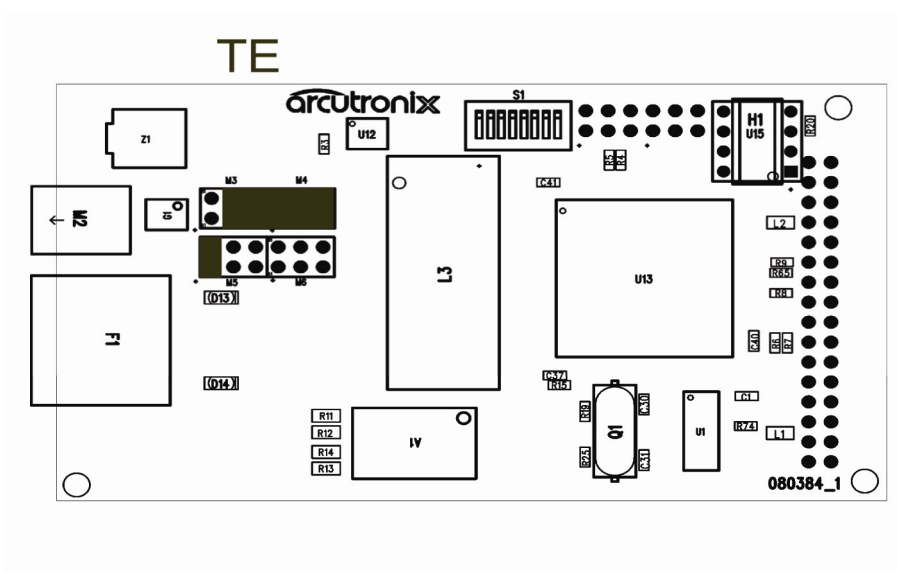 TE
arcutronix
S1
Z1
R3
U12
H1
U15
R20
R5
R4
M3
M4
C41
M2
G1
L2
L3
U13
R9
R65
R8
M5
M6
(D13)
F1
C40
R6
R7
(D14)
C37
R15
C1
R11
R12
R14
R13
A1
R19
C30
Q1
R25
C31
U1
R74
L1
080384_1